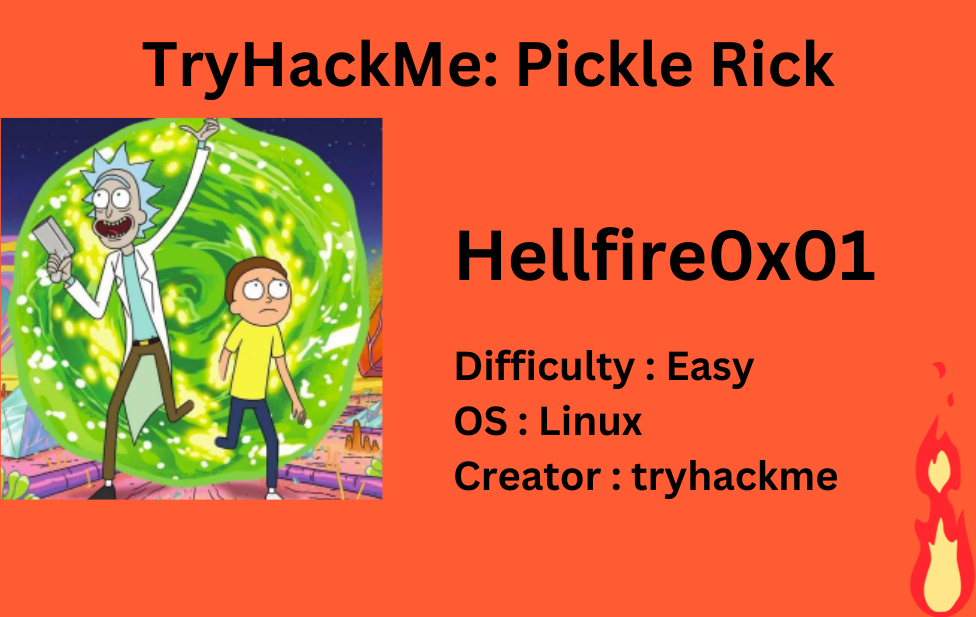 TryHackMe: Pickle Rick
Hellfire0x01
Difficulty : Easy
OS : Linux
Creator : tryhackme